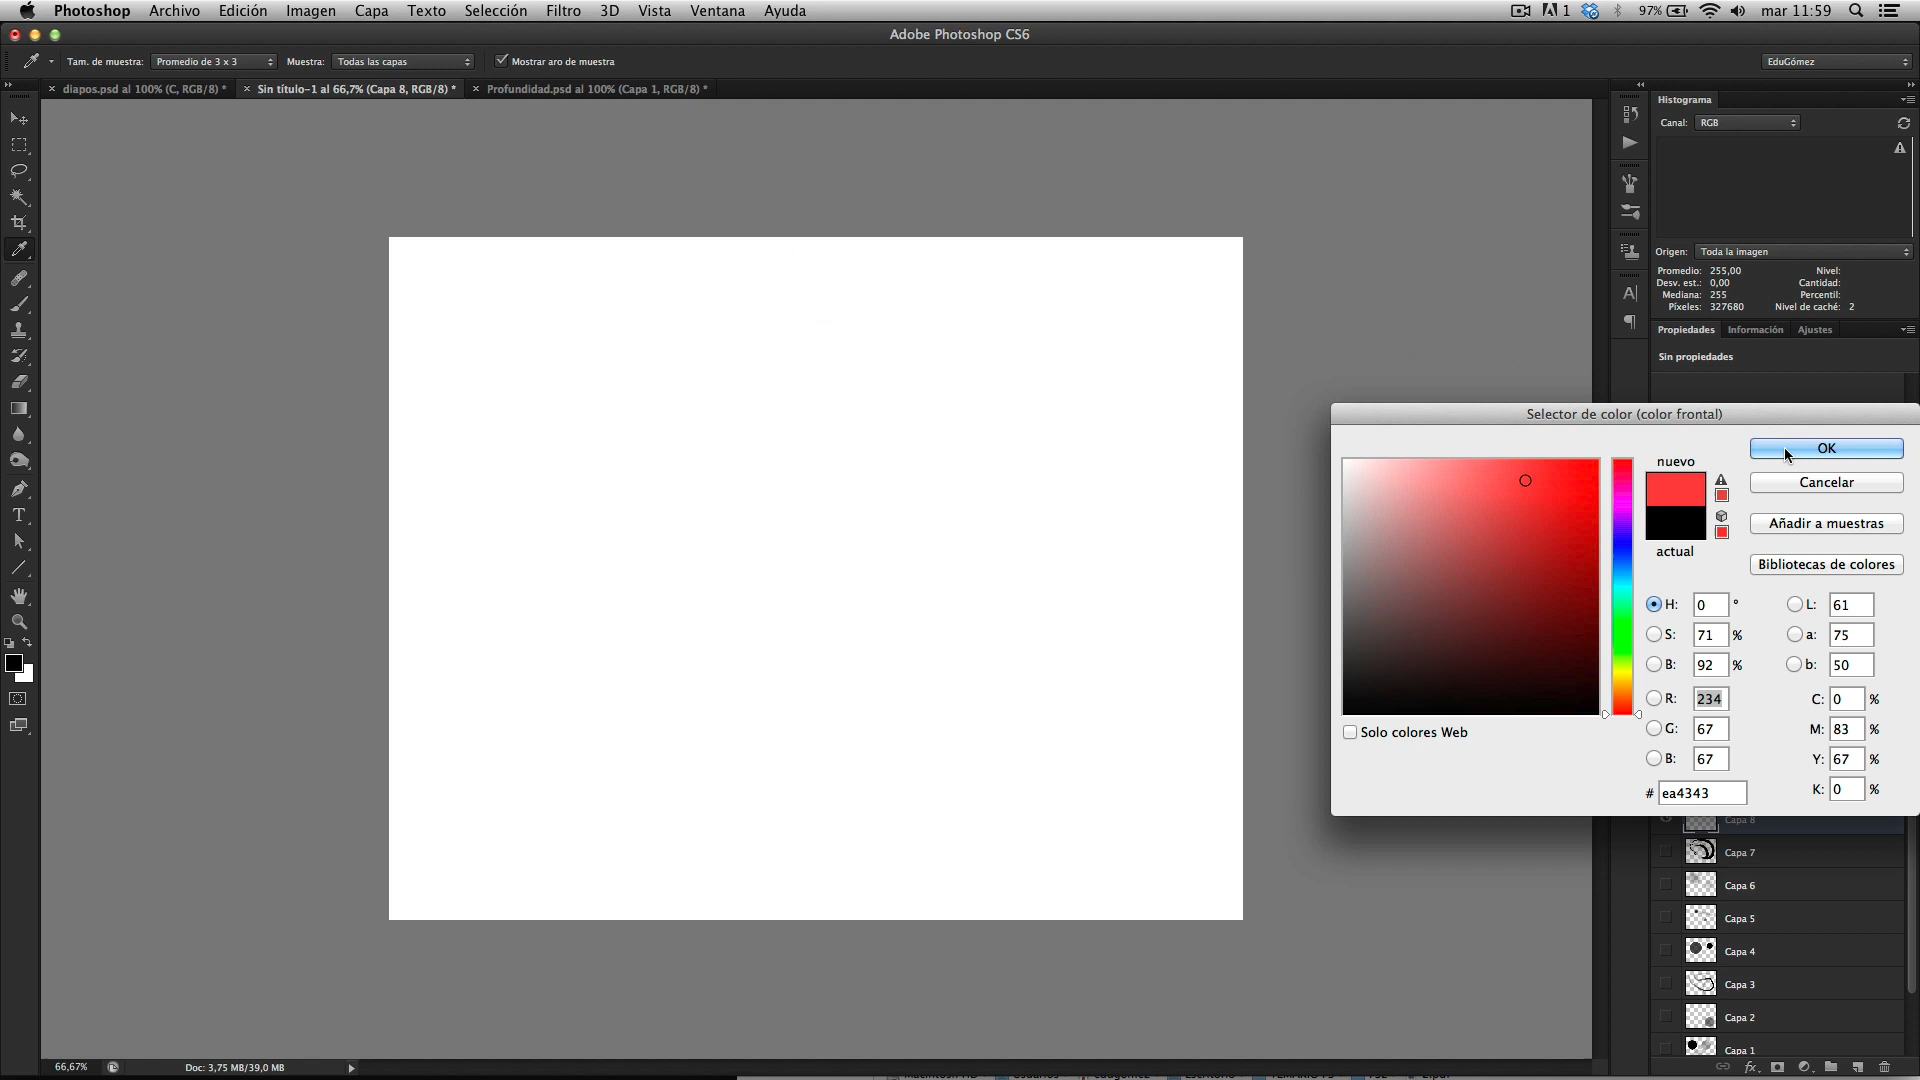 Photoshop Archivo Edición Imagen Capa Texto Selección Filtro 3D Vista Ventana Ayuda 1 97% mar 11:59
Adobe Photoshop CS6
Tam. de muestra: Promedio de 3 x 3 Muestra: Todas las capas Mostrar aro de muestra EduGómez
diapos.psd al 100% (C, RGB/8) * Sin título-1 al 66,7% (Capa 8, RGB/8) * Profundidad.psd al 100% (Capa 1, RGB/8) *
Histograma
Canal: RGB
Origen: Toda la imagen
Promedio: 255,00 Nivel:
Desv. est.: 0,00 Cantidad:
Mediana: 255 Percentil:
Píxeles: 327680 Nivel de caché: 2
Propiedades Información Ajustes
Sin propiedades
Selector de color (color frontal)
nuevo
actual
OK
Cancelar
Añadir a muestras
Bibliotecas de colores
H: 0 ° L: 61
S: 71 % a: 75
B: 92 % b: 50
R: 234 C: 0 %
G: 67 M: 83 %
B: 67 Y: 67 %
# ea4343 K: 0 %
Solo colores Web
Capa 8
Capa 7
Capa 6
Capa 5
Capa 4
Capa 3
Capa 2
Capa 1
66,67% Doc: 3,75 MB/39,0 MB